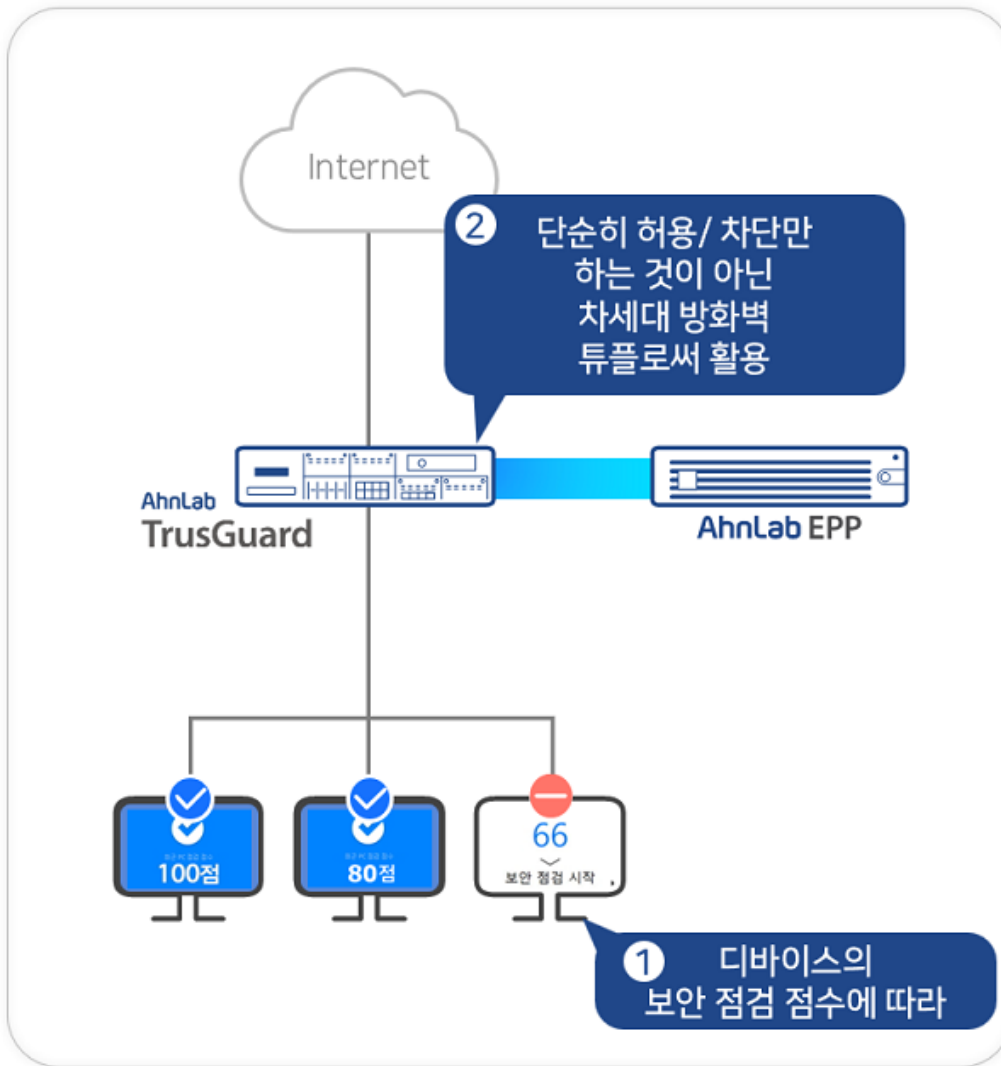 Internet
2
단순히 허용/ 차단만
하는 것이 아닌
차세대 방화벽
튜플로써 활용
AhnLab
TrusGuard
AhnLab EPP
100점
80점
66
보안 점검 시작
1
디바이스의
보안 점검 점수에 따라